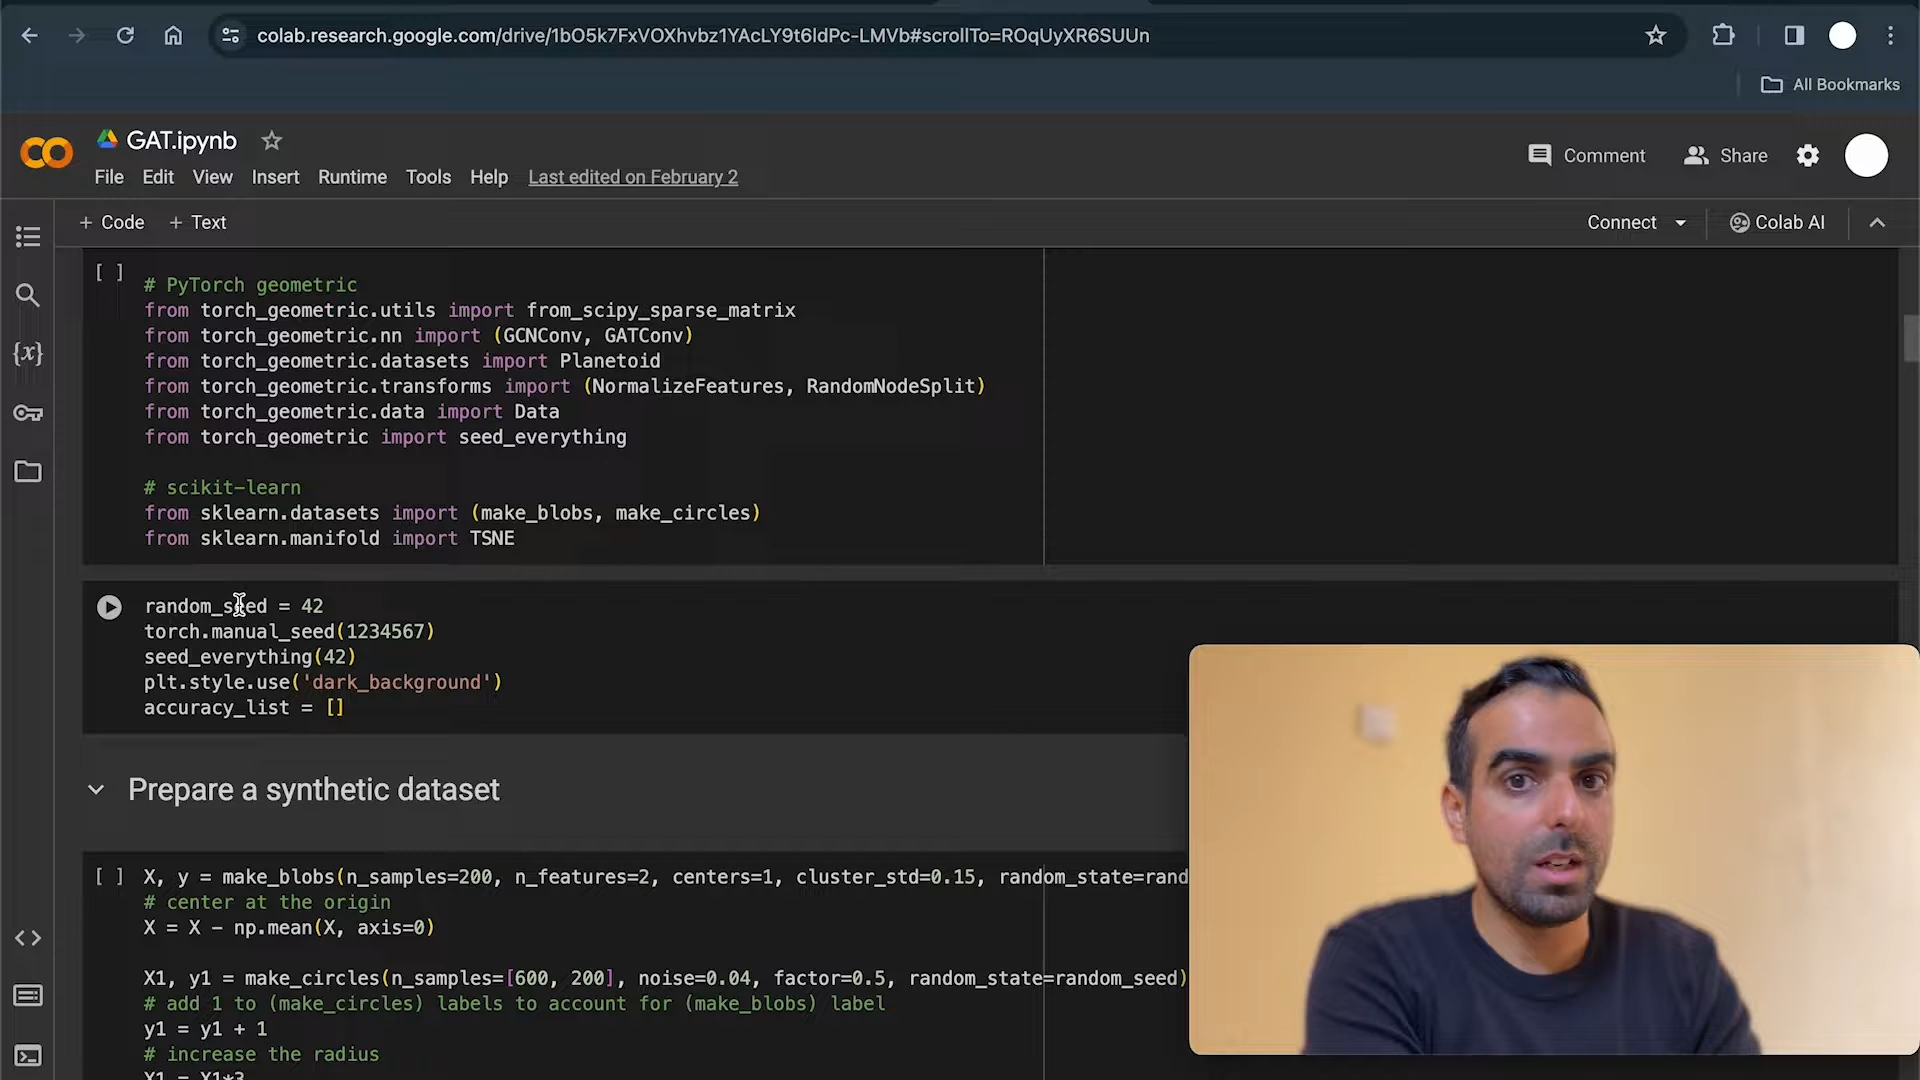 colab.research.google.com/drive/1bO5k7FxVOXhvbz1YAcLY9t6IdPc-LMVb#scrollTo=ROqUyXR6SUUn
All Bookmarks
GAT.ipynb
Comment
Share
File Edit View Insert Runtime Tools Help Last edited on February 2
+ Code + Text
Connect
Colab AI
[ ]
# PyTorch geometric
from torch_geometric.utils import from_scipy_sparse_matrix
from torch_geometric.nn import (GCNConv, GATConv)
from torch_geometric.datasets import Planetoid
from torch_geometric.transforms import (NormalizeFeatures, RandomNodeSplit)
from torch_geometric.data import Data
from torch_geometric import seed_everything
# scikit-learn
from sklearn.datasets import (make_blobs, make_circles)
from sklearn.manifold import TSNE
random_seed = 42
torch.manual_seed(1234567)
seed_everything(42)
plt.style.use('dark_background')
accuracy_list = []
Prepare a synthetic dataset
[ ] X, y = make_blobs(n_samples=200, n_features=2, centers=1, cluster_std=0.15, random_state=rand
# center at the origin
X = X - np.mean(X, axis=0)
X1, y1 = make_circles(n_samples=[600, 200], noise=0.04, factor=0.5, random_state=random_seed)
# add 1 to (make_circles) labels to account for (make_blobs) label
y1 = y1 + 1
# increase the radius
X1 = X1*3